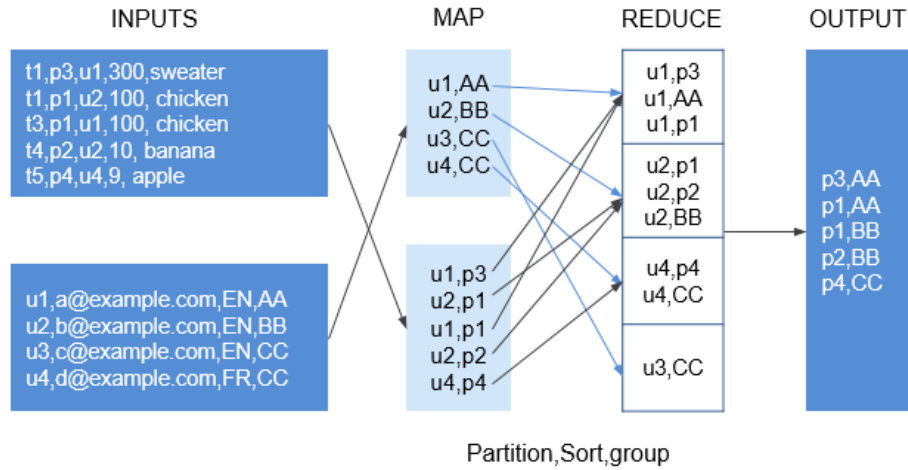 INPUTS
MAP
REDUCE
OUTPUT
t1,p3,u1,300,sweater
t1,p1,u2,100, chicken
t3,p1,u1,100, chicken
t4,p2,u2,10, banana
t5,p4,u4,9, apple
u1,a@example.com,EN,AA
u2,b@example.com,EN,BB
u3,c@example.com,EN,CC
u4,d@example.com,FR,CC
u1,AA
u2,BB
u3,CC
u4,CC
u1,p3
u2,p1
u1,p1
u2,p2
u4,p4
u1,p3
u1,AA
u1,p1
u2,p1
u2,p2
u2,BB
u4,p4
u4,CC
u3,CC
p3,AA
p1,AA
p1,BB
p2,BB
p4,CC
Partition,Sort,group